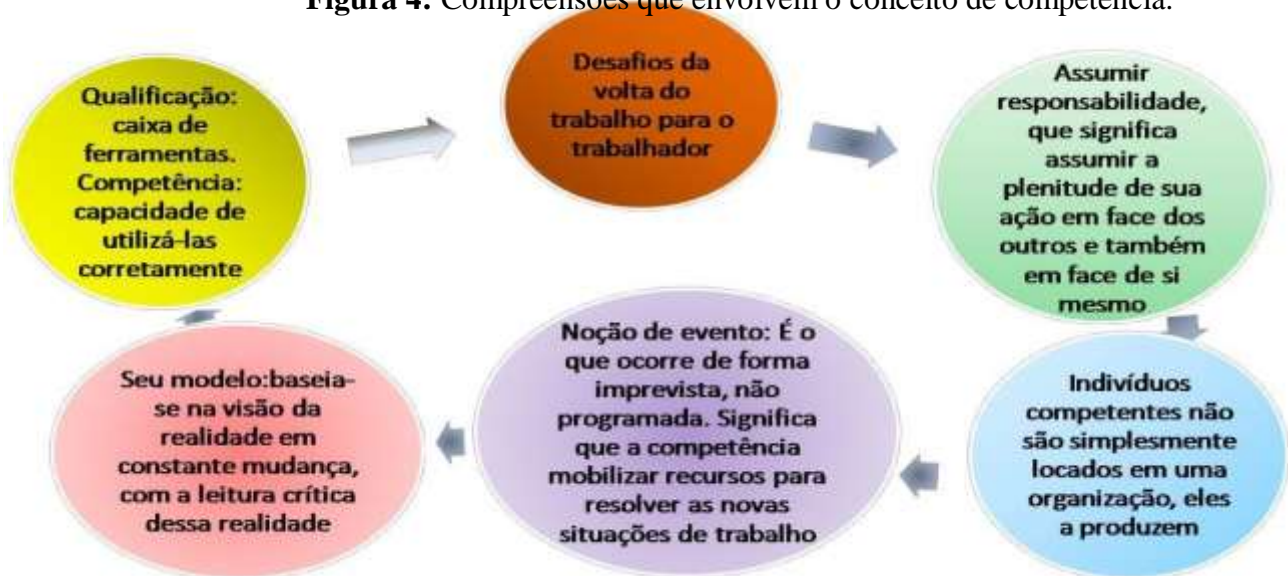 Figura 4: Compreensões que envolvem o conceito de competência.
Qualificação:
caixa de
ferramentas.
Competência:
capacidade de
utilizá-las
corretamente
Desafios da
volta do
trabalho para o
trabalhador
Assumir
responsabilidade,
que significa
assumir a
plenitude de sua
ação em face dos
outros e também
em face de si
mesmo
Indivíduos
competentes não
são simplesmente
locados em uma
organização, eles
a produzem
Noção de evento: É o
que ocorre de forma
imprevista, não
programada. Significa
que a competência
mobilizar recursos para
resolver as novas
situações de trabalho
Seu modelo:baseia-
se na visão da
realidade em
constante mudança,
com a leitura crítica
dessa realidade